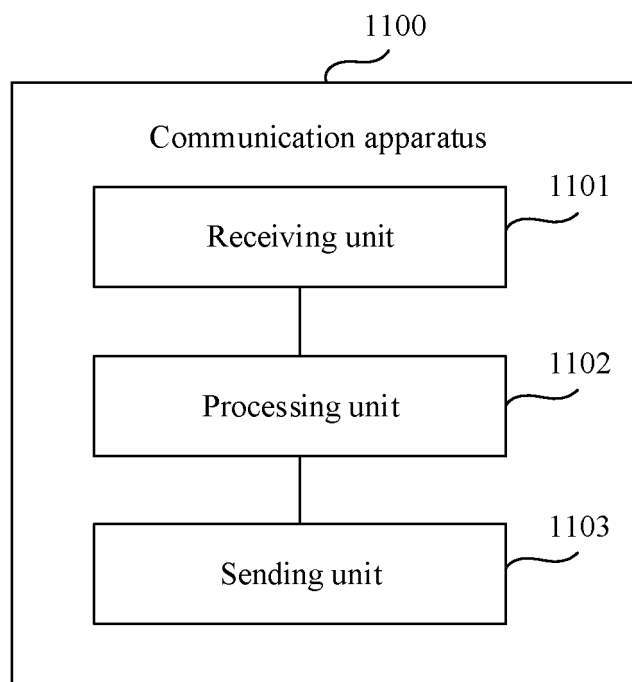 1100
Communication apparatus
1101
Receiving unit
1102
Processing unit
1103
Sending unit